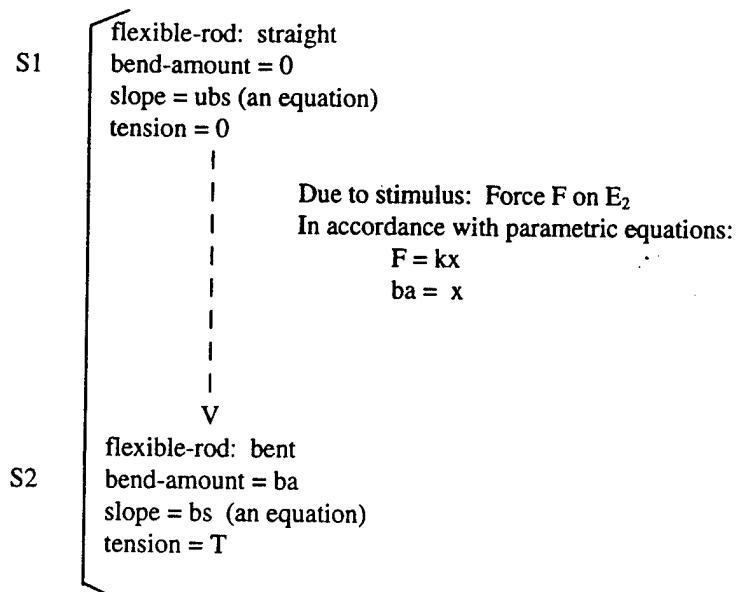 flexible-rod: straight
S1 bend-amount = 0
slope = ubs (an equation)
tension = 0
Due to stimulus: Force F on E₂
In accordance with parametric equations:
F = kx
ba = x
V
flexible-rod: bent
S2 bend-amount = ba
slope = bs (an equation)
tension = T